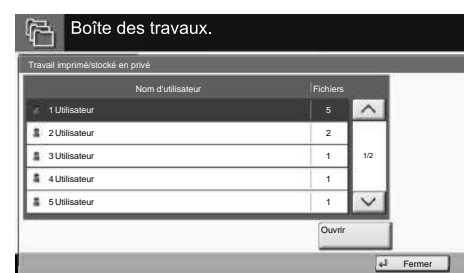 Boîte des travaux.
Travail imprimé/stocké en privé
Nom d'utilisateur Fichiers
1 Utilisateur 5
2 Utilisateur 2
3 Utilisateur 1 1/2
4 Utilisateur 1
5 Utilisateur 1
Ouvrir
Fermer